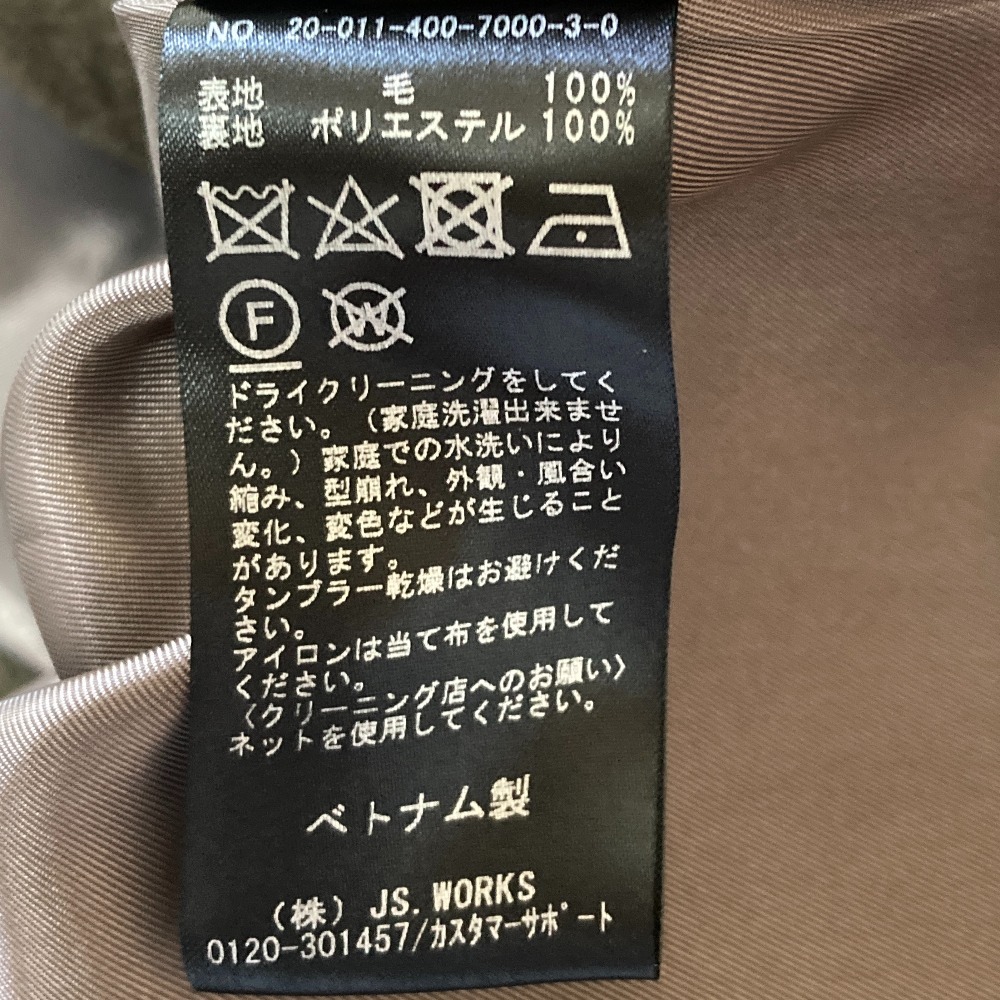 NO 20-011-400-7000-3-0
表地 毛 100%
裏地 ポリエステル 100%
F W
ドライクリーニングをしてく
ださい。(家庭洗濯出来ませ
ん。)家庭での水洗いにより
縮み、型崩れ、外観・風合い
変化、変色などが生じること
があります。
タンブラー乾燥はお避けくだ
さい。
アイロンは当て布を使用して
ください。
〈クリーニング店へのお願い〉
ネットを使用してください。
ベトナム製
(株) JS.WORKS
0120-301457/カスタマーサポート